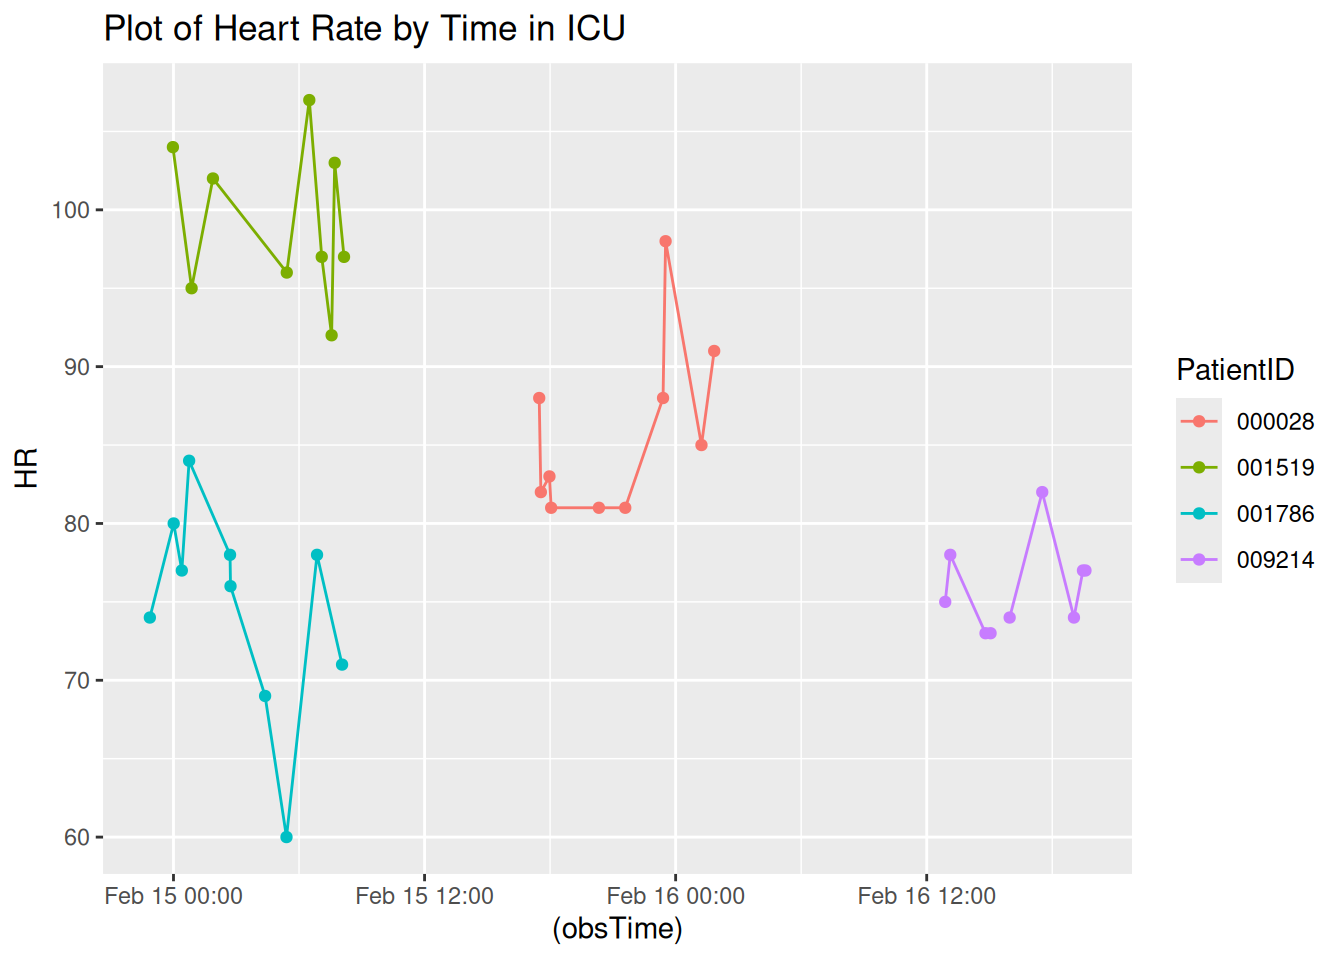 Plot of Heart Rate by Time in ICU
HR
100
90
80
70
60
Feb 15 00:00 Feb 15 12:00 Feb 16 00:00 Feb 16 12:00
(obsTime)
PatientID
000028
001519
001786
009214